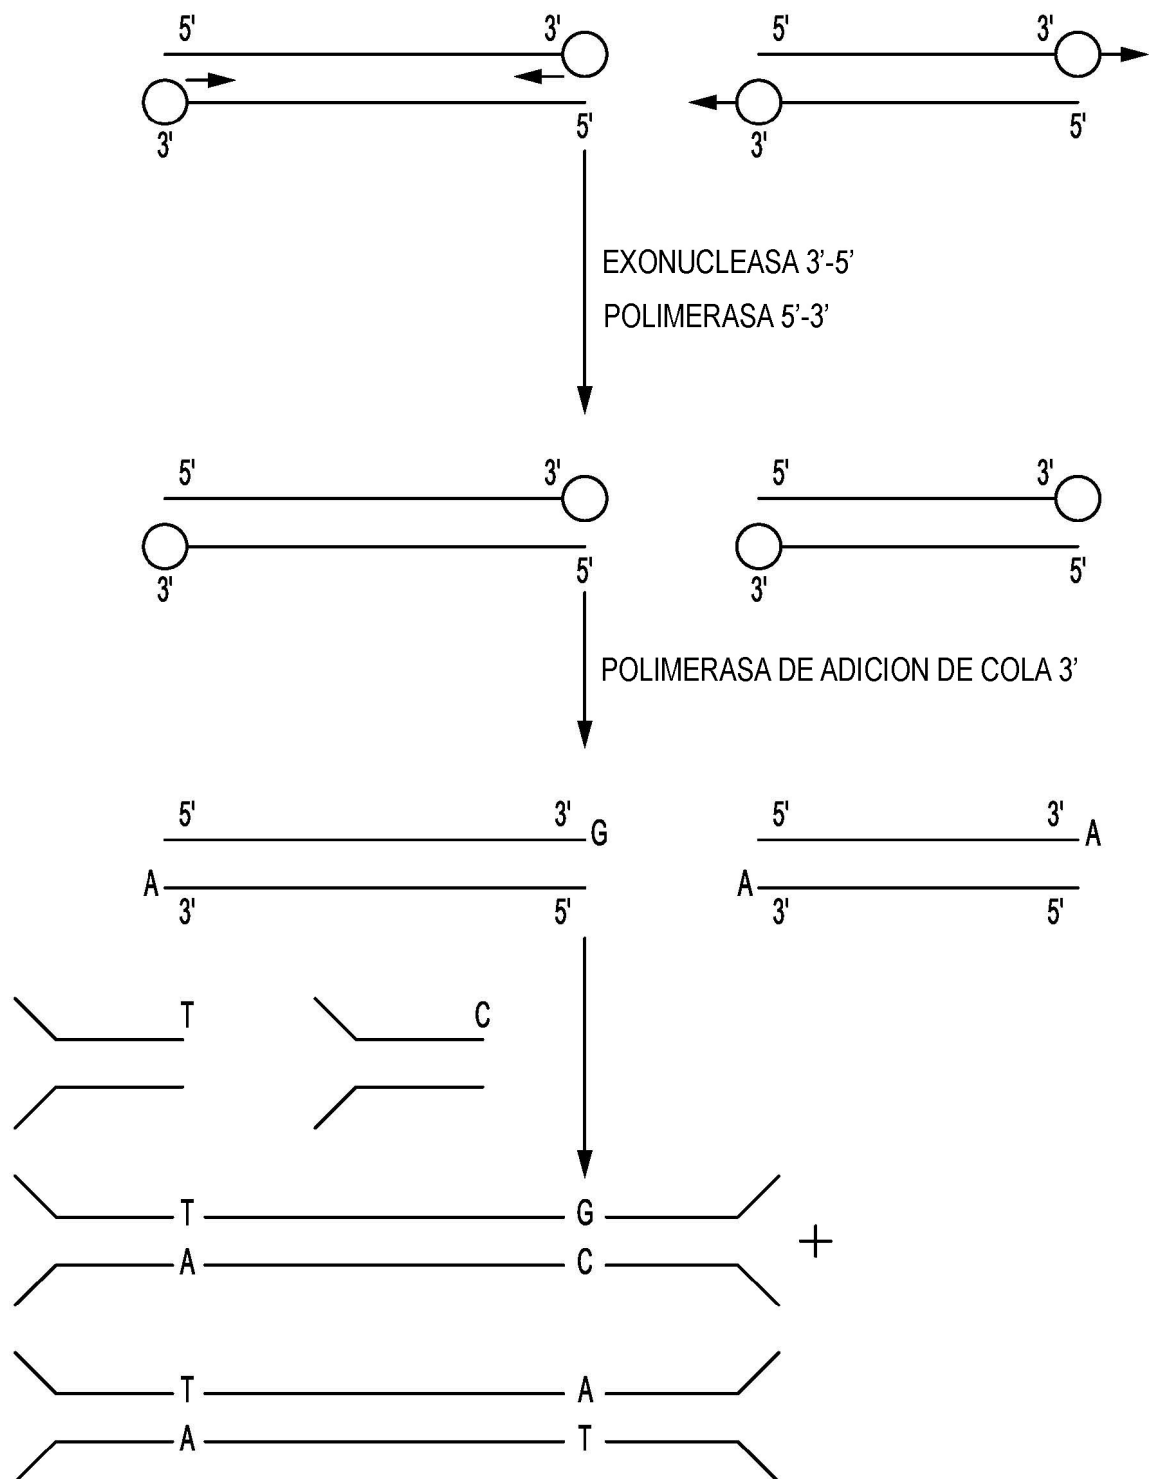 5' 3' 3'
5'
3' 5' 3' 5'
EXONUCLEASA 3'-5'
POLIMERASA 5'-3'
5' 3' 5' 3'
3' 5' 3' 5'
POLIMERASA DE ADICION DE COLA 3'
5' 3' G 5' 3' A
A 3' 5' A 3' 5'
T C
T G
+
A C
T A
A T